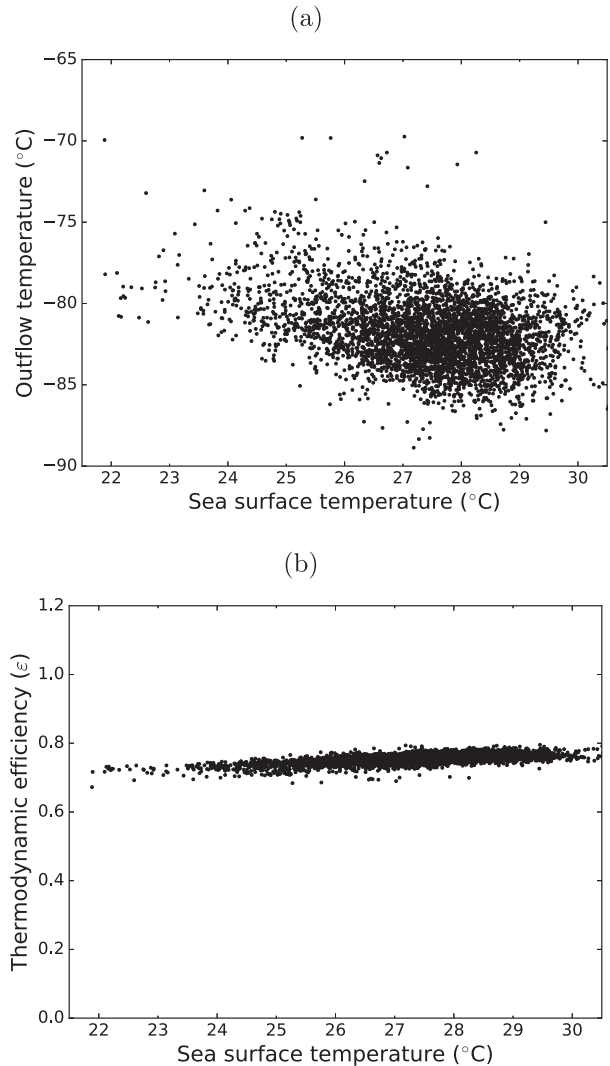 (a)
−65
−70
−75
−80
−85
−90
Outflow temperature (°C)
22 23 24 25 26 27 28 29 30
Sea surface temperature (°C)
(b)
1.2
1.0
0.8
0.6
0.4
0.2
0.0
Thermodynamic efficiency (ε)
22 23 24 25 26 27 28 29 30
Sea surface temperature (°C)